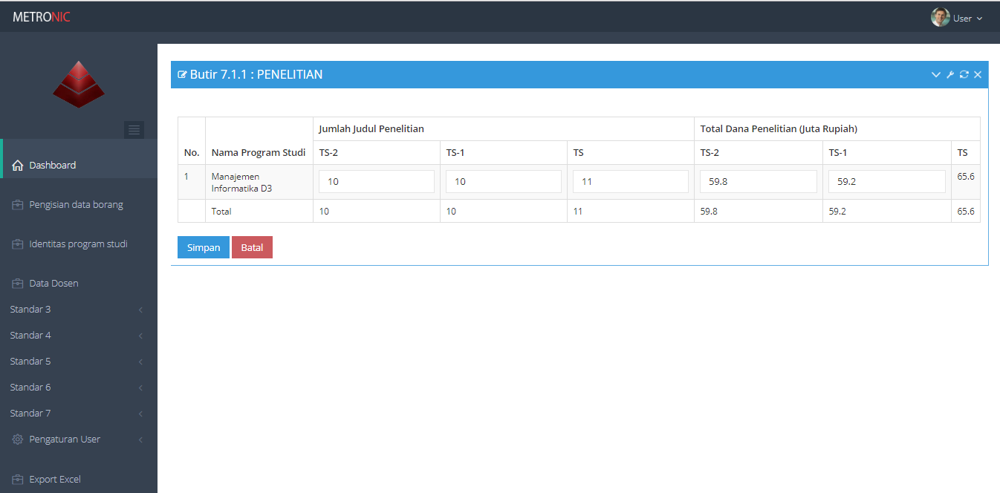 METRONIC
User
Butir 7.1.1 : PENELITIAN
Dashboard
Pengisian data borang
Identitas program studi
Data Dosen
Standar 3
Standar 4
Standar 5
Standar 6
Standar 7
Pengaturan User
Export Excel
No. Nama Program Studi Jumlah Judul Penelitian Total Dana Penelitian (Juta Rupiah)
TS-2 TS-1 TS TS-2 TS-1 TS
1 Manajemen 10 10 11 59.8 59.2 65.6
Informatika D3
Total 10 10 11 59.8 59.2 65.6
Simpan Batal